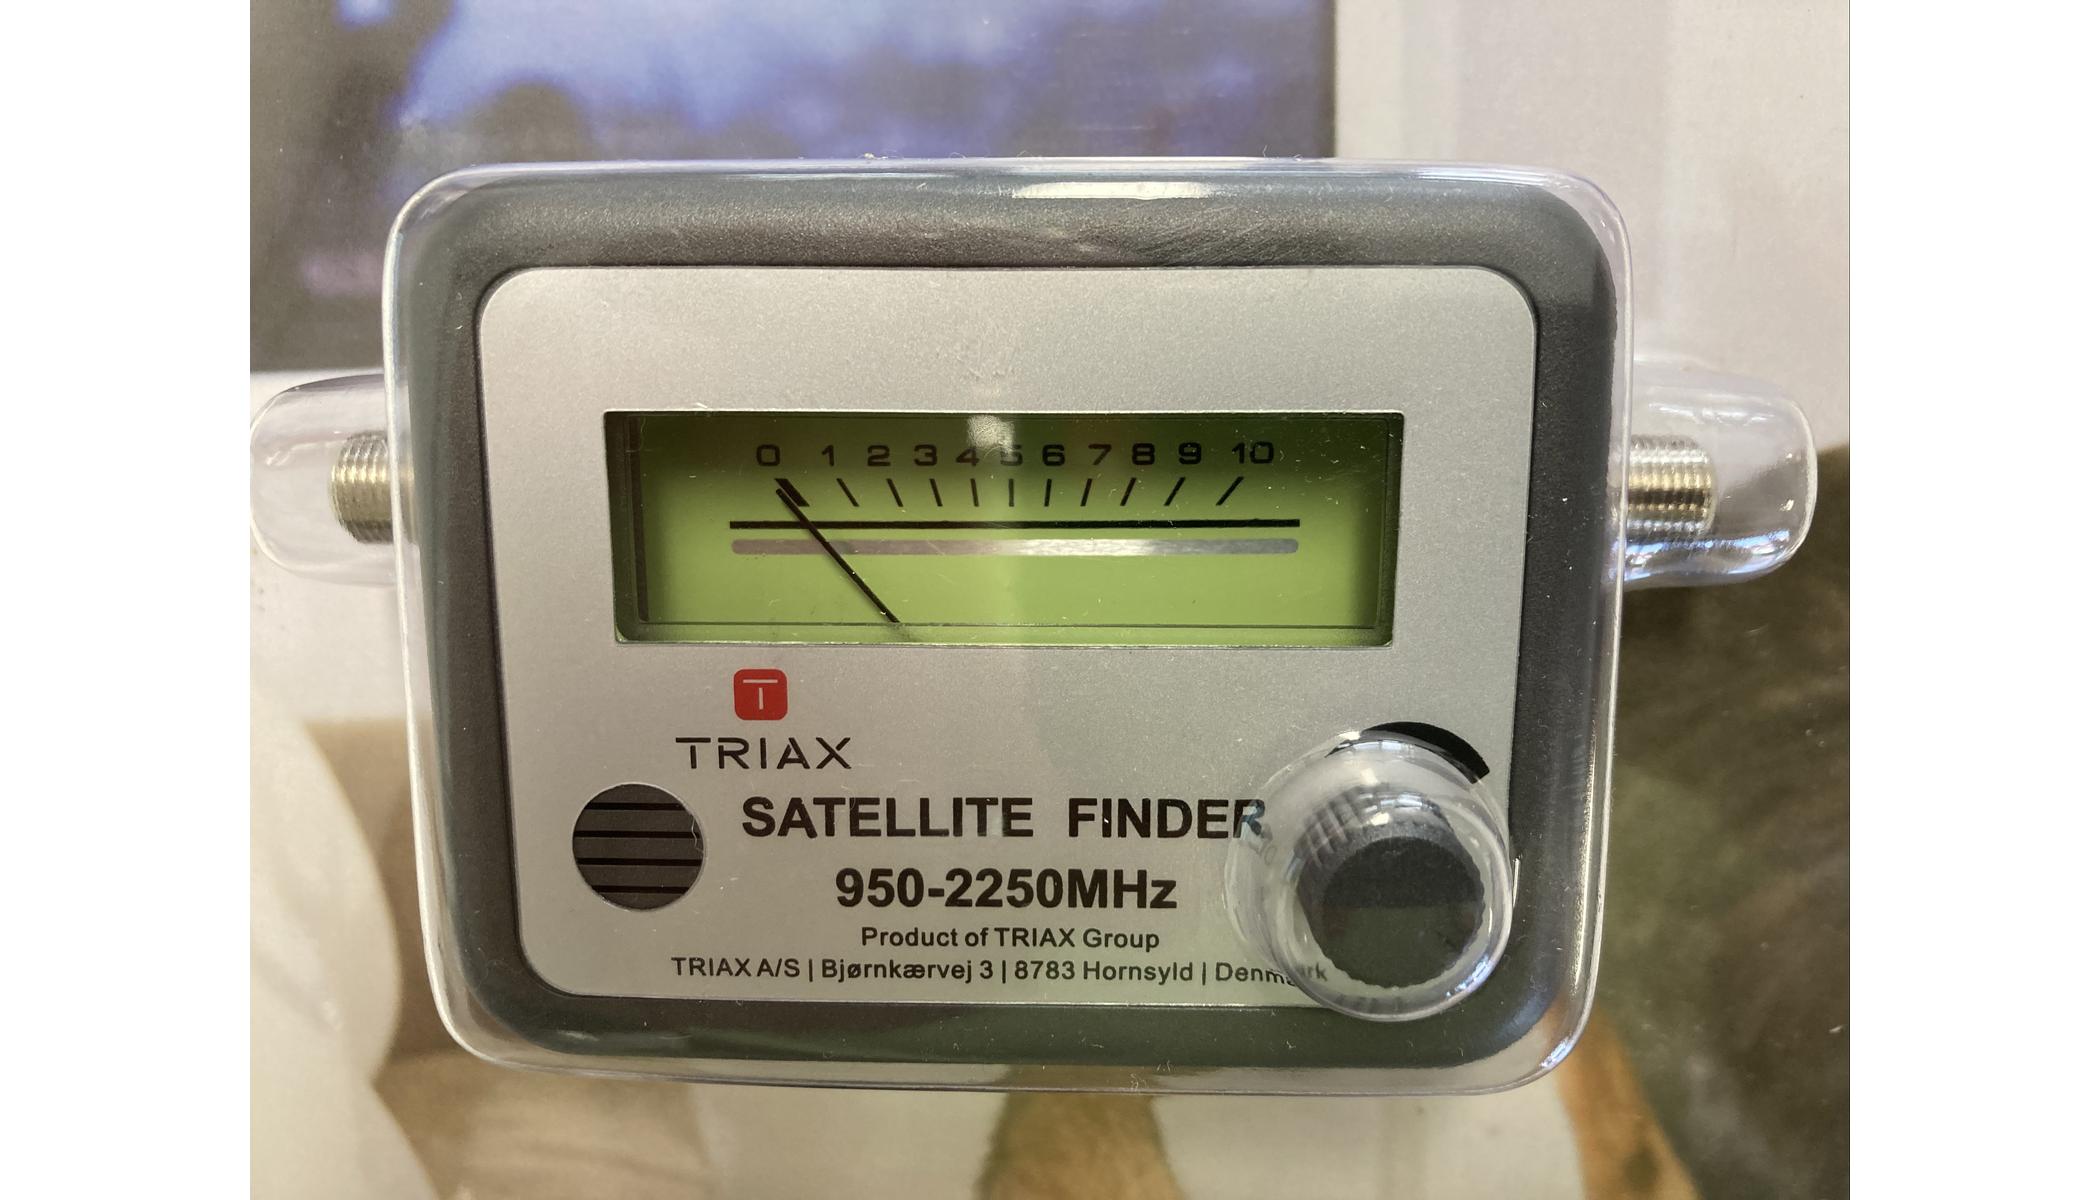 0 1 2 3 4 5 6 7 8 9 10
T
TRIAX
SATELLITE FINDER
950-2250MHz
Product of TRIAX Group
TRIAX A/S | Bjørnkærvej 3 | 8783 Hornsyld | Denmark